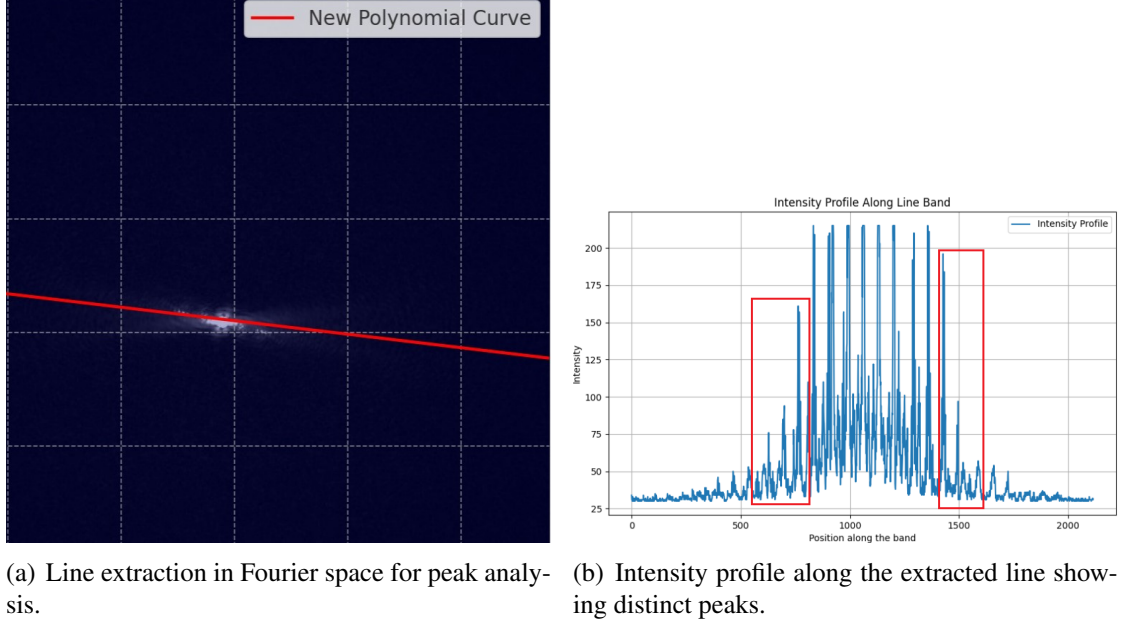 New Polynomial Curve
Intensity Profile Along Line Band
Intensity Profile
200
175
150
125
100
75
50
25
Intensity
0
500
1000
1500
2000
Position along the band
(a) Line extraction in Fourier space for peak analy-
sis.
(b) Intensity profile along the extracted line show-
ing distinct peaks.